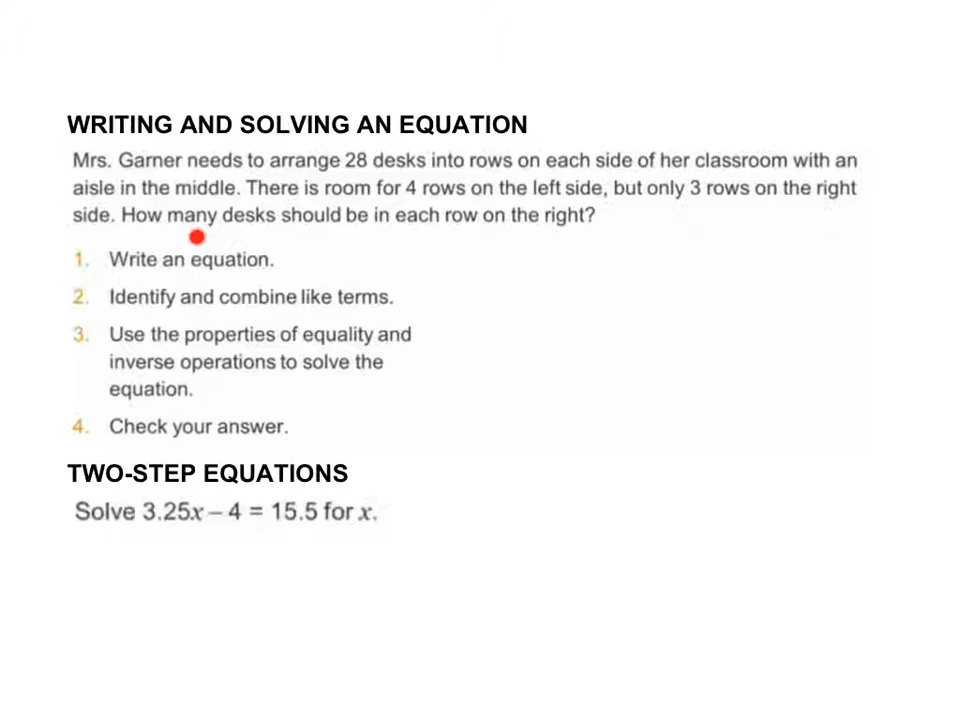 WRITING AND SOLVING AN EQUATION
Mrs. Garner needs to arrange 28 desks into rows on each side of her classroom with an
aisle in the middle. There is room for 4 rows on the left side, but only 3 rows on the right
side. How many desks should be in each row on the right?
1. Write an equation.
2. Identify and combine like terms.
3. Use the properties of equality and
inverse operations to solve the
equation.
4. Check your answer.
TWO-STEP EQUATIONS
Solve 3.25x – 4 = 15.5 for x.